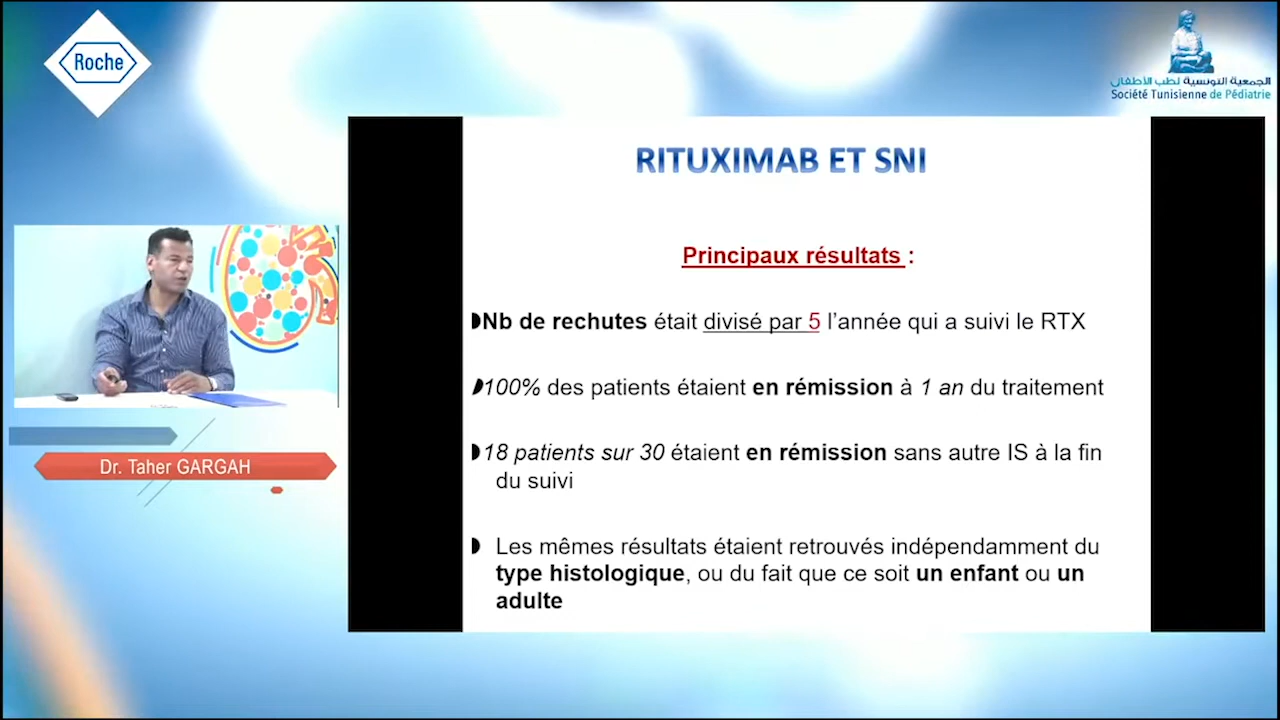 Roche
الجمعية التونسية لطب الأطفال
Société Tunisienne de Pédiatrie
RITUXIMAB ET SNI
Principaux résultats :
Nb de rechutes était divisé par 5 l’année qui a suivi le RTX
100% des patients étaient en rémission à 1 an du traitement
18 patients sur 30 étaient en rémission sans autre IS à la fin
du suivi
Les mêmes résultats étaient retrouvés indépendamment du
type histologique, ou du fait que ce soit un enfant ou un
adulte
Dr. Taher GARGAH